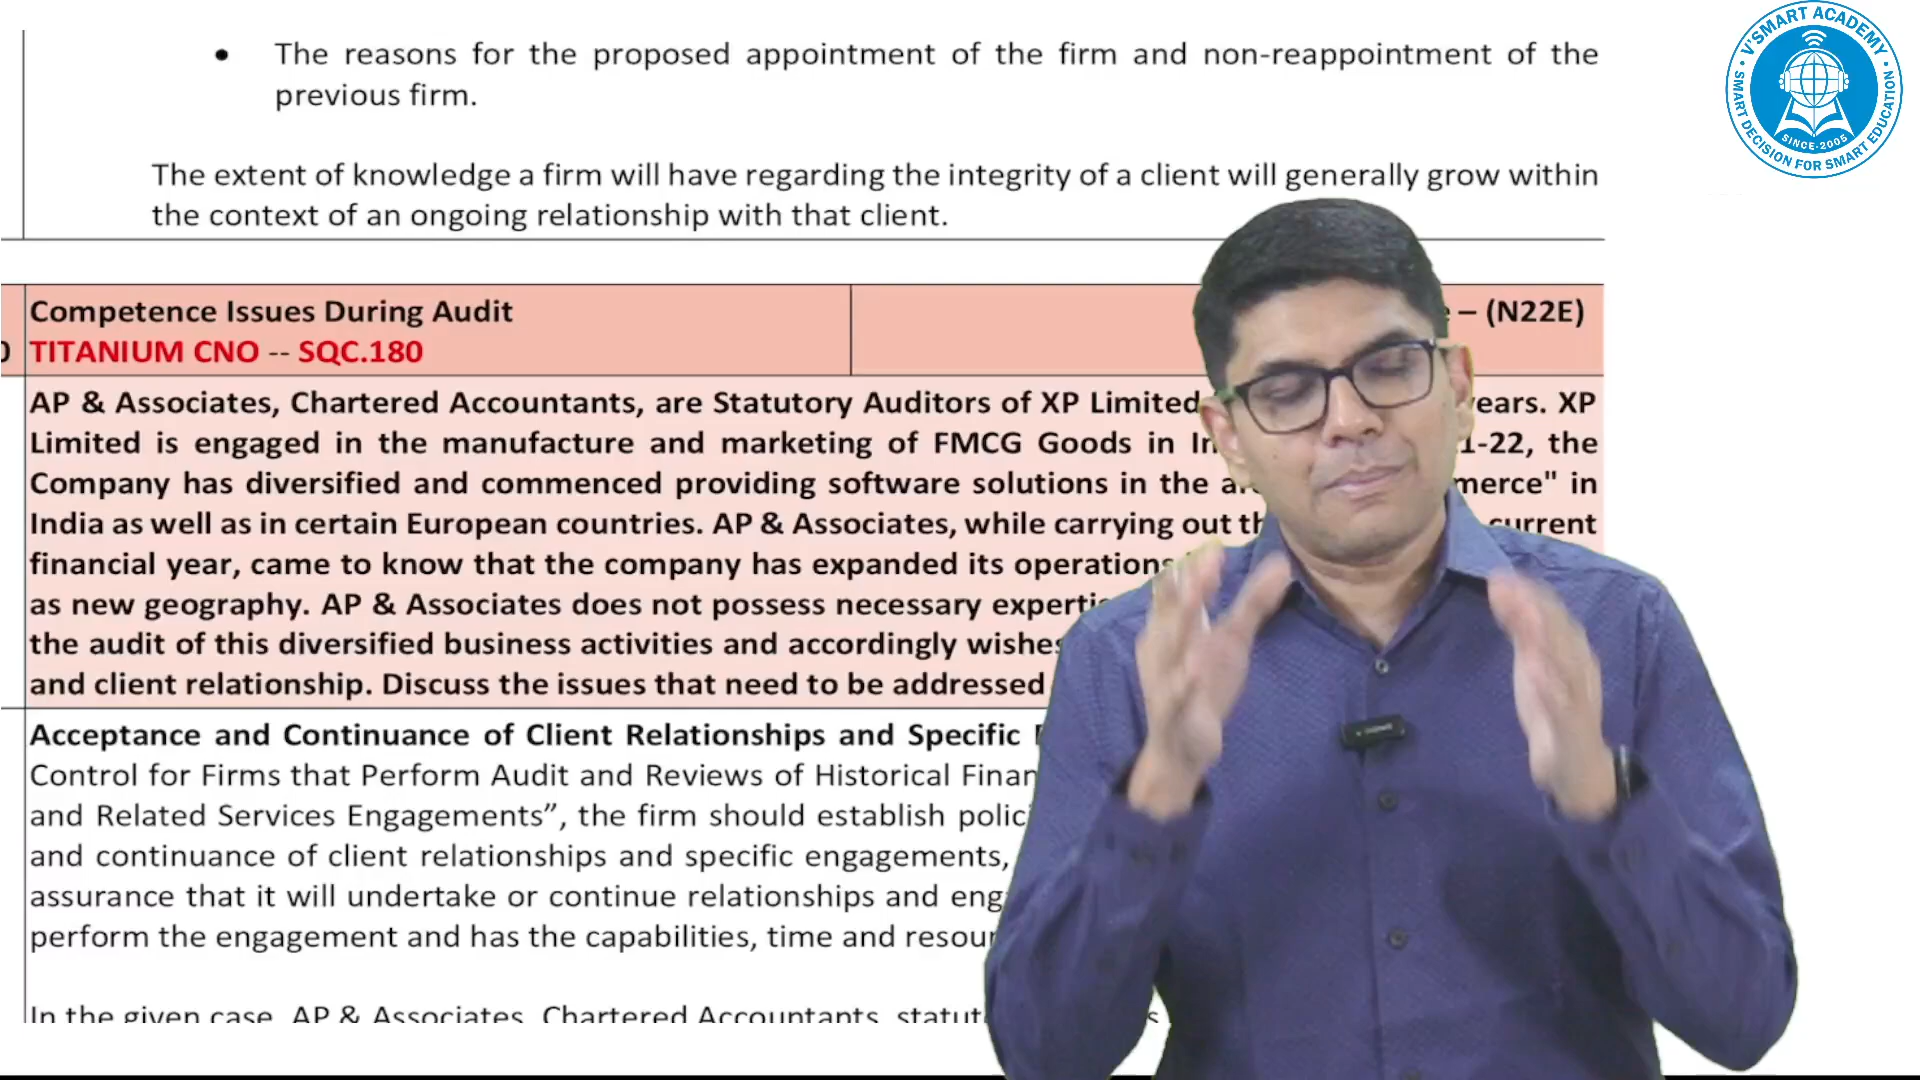 • The reasons for the proposed appointment of the firm and non-reappointment of the
previous firm.
The extent of knowledge a firm will have regarding the integrity of a client will generally grow within
the context of an ongoing relationship with that client.
Competence Issues During Audit
– (N22E)
TITANIUM CNO -- SQC.180
AP & Associates, Chartered Accountants, are Statutory Auditors of XP Limited years. XP
Limited is engaged in the manufacture and marketing of FMCG Goods in 1-22, the
Company has diversified and commenced providing software solutions in the merce" in
India as well as in certain European countries. AP & Associates, while carrying out current
financial year, came to know that the company has expanded its operations
as new geography. AP & Associates does not possess necessary
the audit of this diversified business activities and accordingly wishes
and client relationship. Discuss the issues that need to be addressed
Acceptance and Continuance of Client Relationships and Specific
Control for Firms that Perform Audit and Reviews of Historical
and Related Services Engagements”, the firm should establish
and continuance of client relationships and specific engagements,
assurance that it will undertake or continue relationships and
perform the engagement and has the capabilities, time and
In the given case, AP & Associates, Chartered Accountants,
V'SMART ACADEMY
SINCE-2005
SMART DECISION FOR SMART EDUCATION